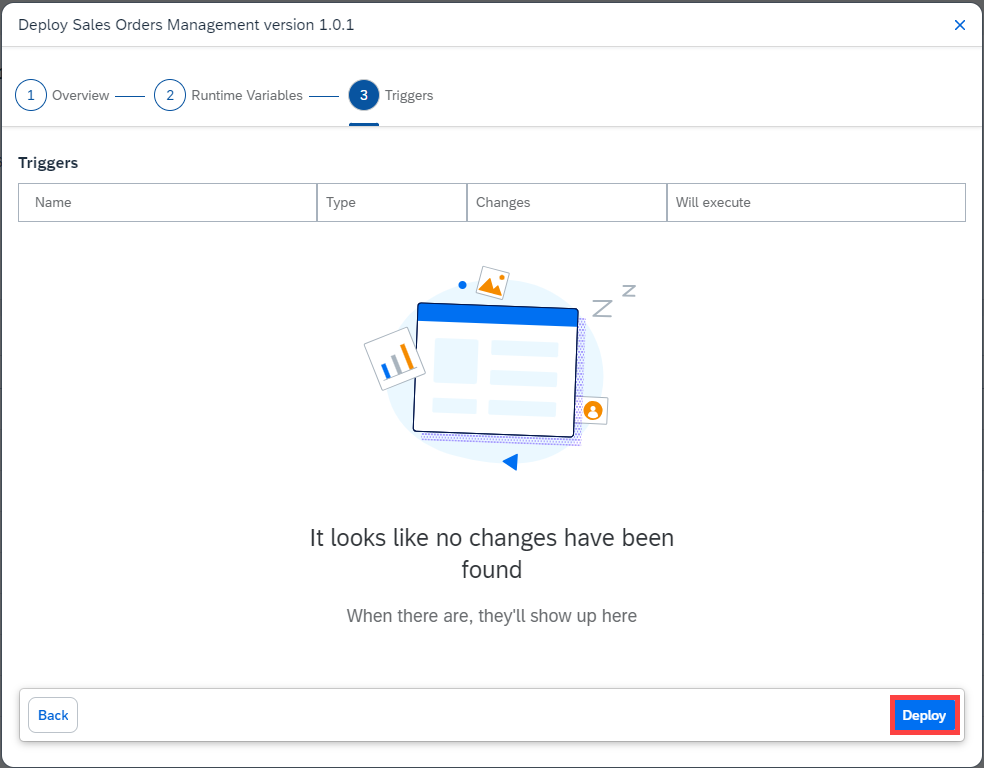 Deploy Sales Orders Management version 1.0.1
1 Overview 2 Runtime Variables 3 Triggers
Triggers
Name Type Changes Will execute
It looks like no changes have been
found
When there are, they'll show up here
Back Deploy